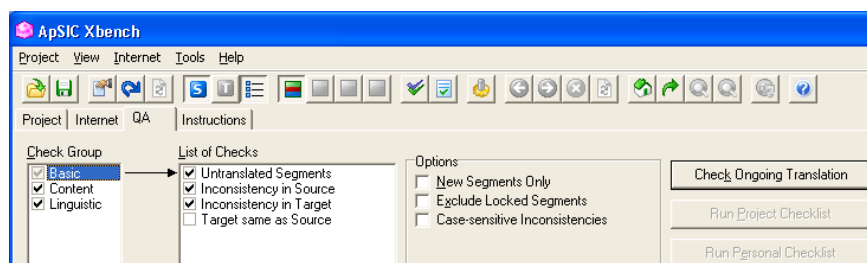 ApSIC Xbench
Project View Internet Tools Help
S T
Project Internet QA Instructions
Check Group
Basic
Content
Linguistic
List of Checks
Untranslated Segments
Inconsistency in Source
Inconsistency in Target
Target same as Source
Options
New Segments Only
Exclude Locked Segments
Case-sensitive Inconsistencies
Check Ongoing Translation
Run Project Checklist
Run Personal Checklist